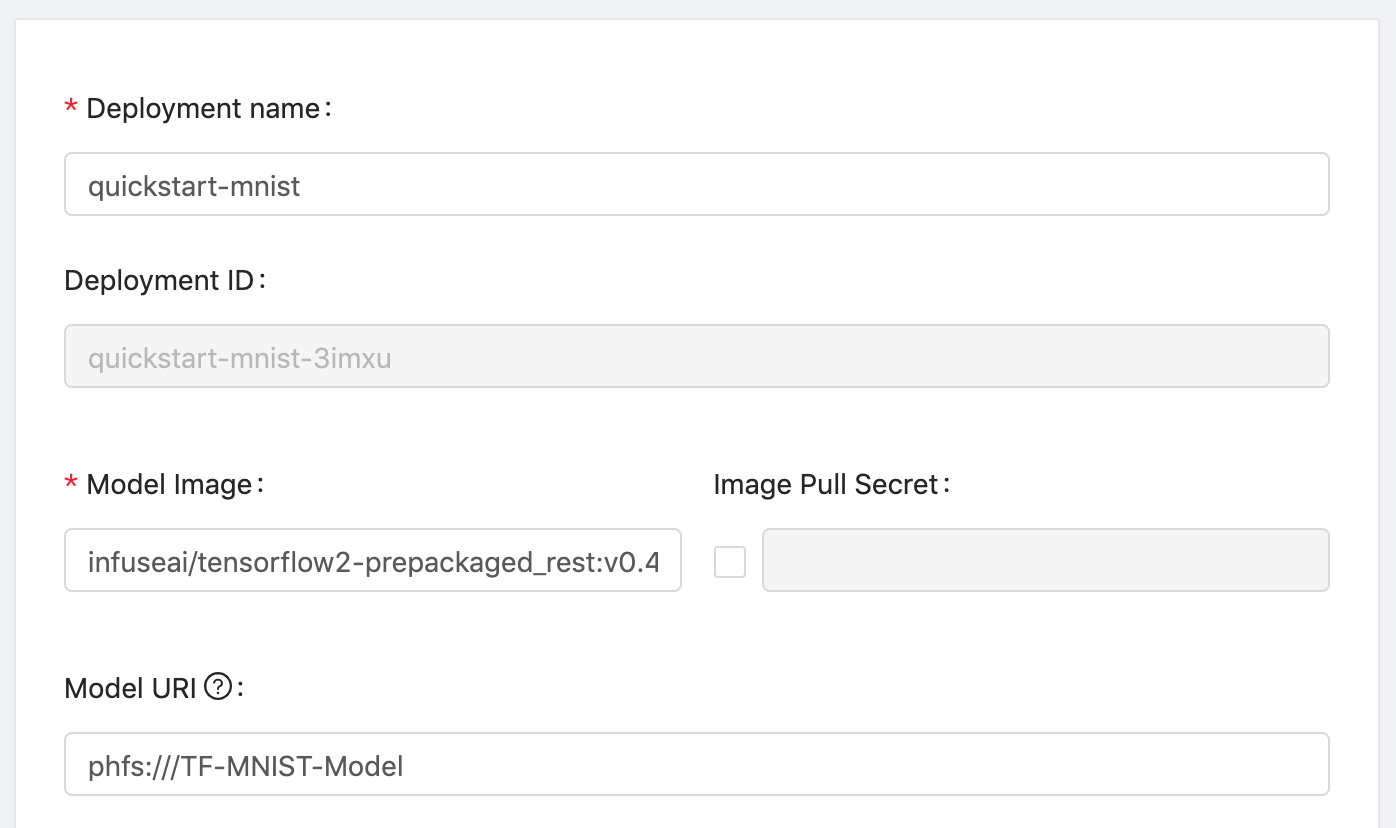 * Deployment name:
quickstart-mnist
Deployment ID:
quickstart-mnist-3imxu
* Model Image: Image Pull Secret:
infuseai/tensorflow2-prepackaged_rest:v0.4
Model URI ?:
phfs:///TF-MNIST-Model